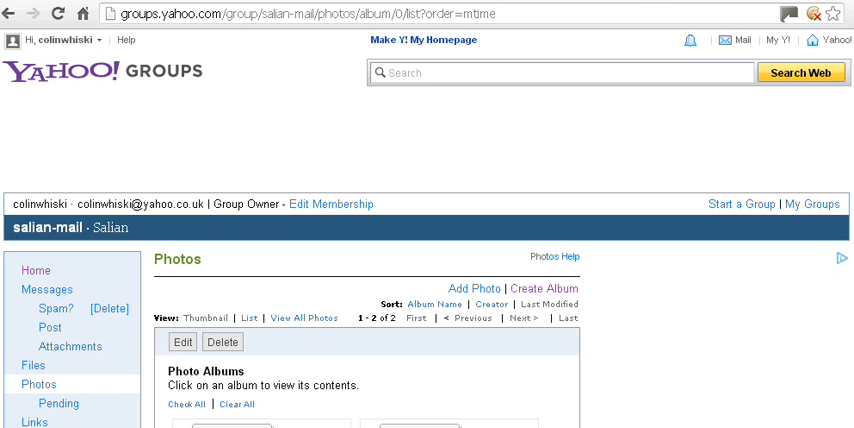 groups.yahoo.com/group/salian-mail/photos/album/0/list?order=mtime
Hi, colinwhiski | Help Make Y! My Homepage Mail | My Y! | Yahoo!
YAHOO! GROUPS
Search Search Web
colinwhiski · colinwhiski@yahoo.co.uk | Group Owner - Edit Membership Start a Group | My Groups
salian-mail · Salian
Home
Messages
Spam? [Delete]
Post
Attachments
Files
Photos
Pending
Links
Photos Photos Help
Add Photo | Create Album
Sort: Album Name | Creator | Last Modified
View: Thumbnail | List | View All Photos 1 - 2 of 2 First | < Previous | Next > | Last
Edit Delete
Photo Albums
Click on an album to view its contents.
Check All | Clear All